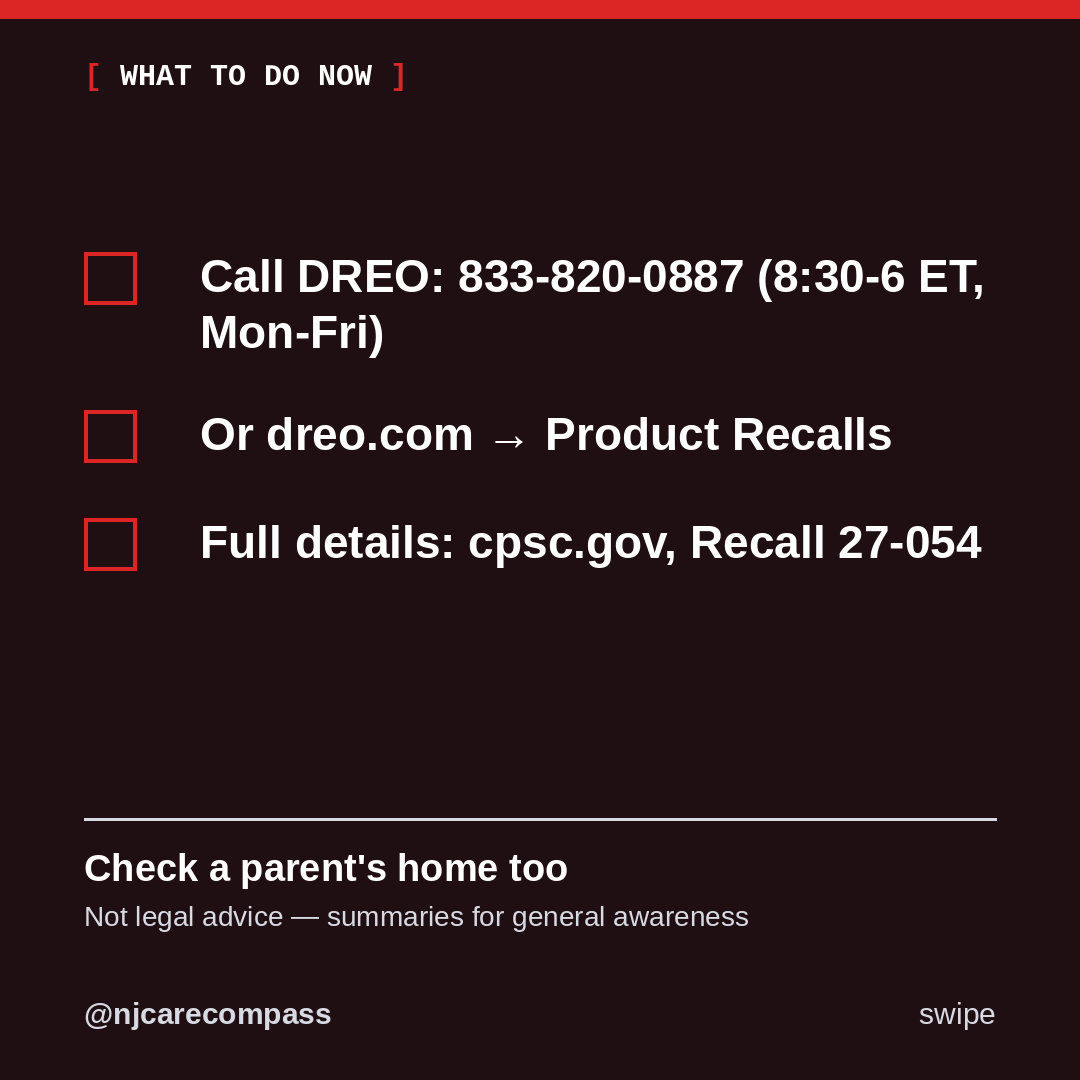 [ WHAT TO DO NOW ]
Call DREO: 833-820-0887 (8:30-6 ET,
Mon-Fri)
Or dreo.com → Product Recalls
Full details: cpsc.gov, Recall 27-054
Check a parent's home too
Not legal advice — summaries for general awareness
@njcarecompass
swipe